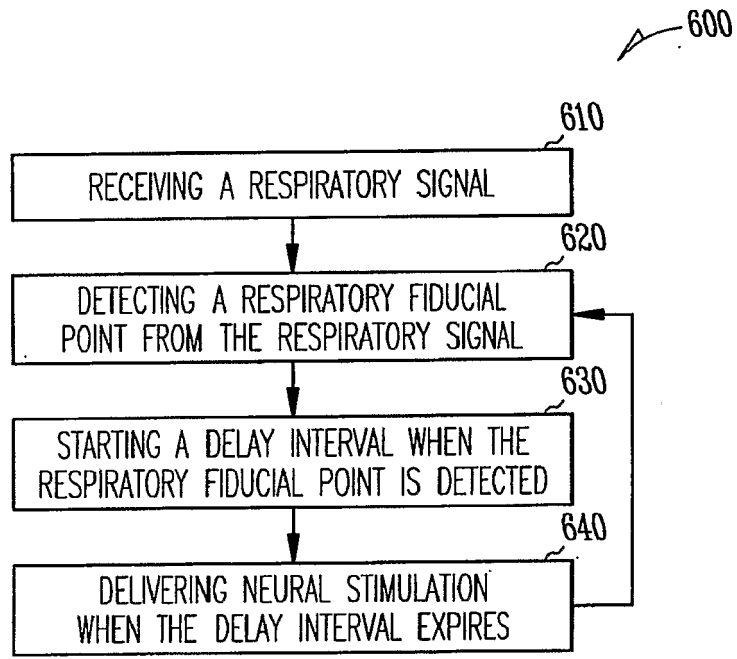 600
610
RECEIVING A RESPIRATORY SIGNAL
620
DETECTING A RESPIRATORY FIDUCIAL
POINT FROM THE RESPIRATORY SIGNAL
630
STARTING A DELAY INTERVAL WHEN THE
RESPIRATORY FIDUCIAL POINT IS DETECTED
640
DELIVERING NEURAL STIMULATION
WHEN THE DELAY INTERVAL EXPIRES